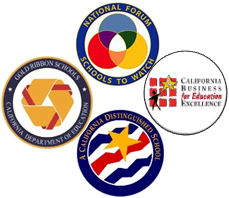 NATIONAL FORUM
SCHOOLS TO WATCH
GOLD RIBBON SCHOOLS
CALIFORNIA DEPARTMENT OF EDUCATION
CALIFORNIA
BUSINESS
for Education
EXCELLENCE
A CALIFORNIA DISTINGUISHED SCHOOL